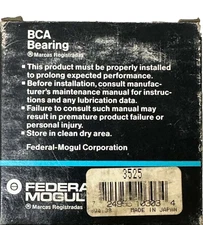 BCA
Bearing
® Marcas Registradas
■ This product must be properly installed
to prolong expected performance.
■ Before installation, consult manufac-
turer's maintenance manual for instruc-
tions and any lubrication data.
■ Failure to consult such manual may
result in premature product failure or
personal injury.
■ Store in clean dry area.
Federal-Mogul Corporation
FEDERA
MOGUL
® Marcas Registradas
3525
10303 4
MADE IN JAPAN